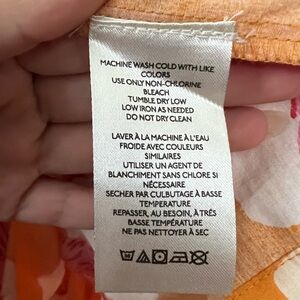 MACHINE WASH COLD WITH LIKE
COLORS
USE ONLY NON-CHLORINE
BLEACH
TUMBLE DRY LOW
LOW IRON AS NEEDED
DO NOT DRY CLEAN
LAVER À LA MACHINE À L'EAU
FROIDE AVEC COULEURS
SIMILAIRES
UTILISER UN AGENT DE
BLANCHIMENT SANS CHLORE SI
NÉCESSAIRE
SECHER PAR CULBUTAGE À BASSE
TEMPERATURE
REPASSER, AU BESOIN, À TRÈS
BASSE TEMPÉRATURE
NE PAS NETTOYER À SEC